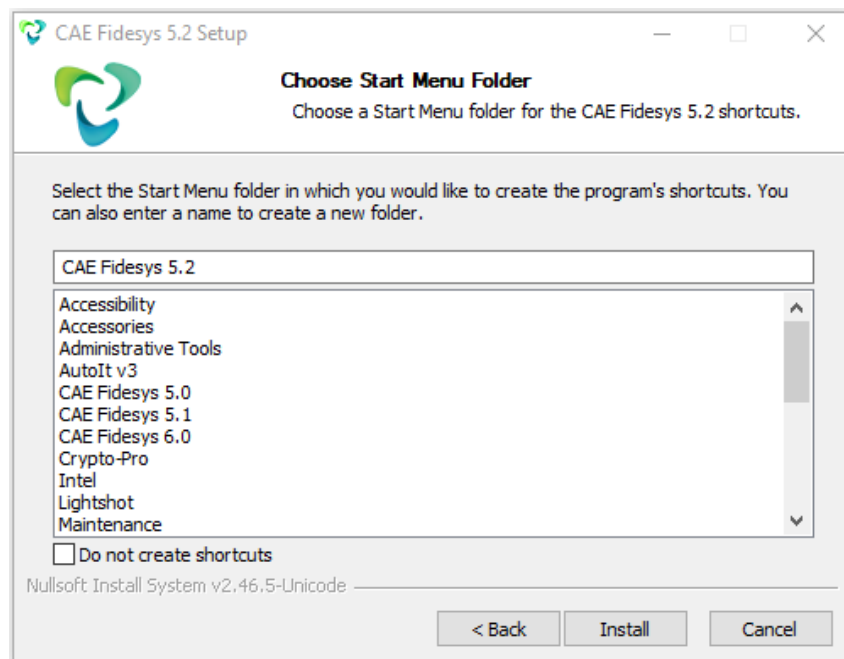 CAE Fidesys 5.2 Setup
Choose Start Menu Folder
Choose a Start Menu folder for the CAE Fidesys 5.2 shortcuts.
Select the Start Menu folder in which you would like to create the program's shortcuts. You
can also enter a name to create a new folder.
CAE Fidesys 5.2
Accessibility
Accessories
Administrative Tools
AutoIt v3
CAE Fidesys 5.0
CAE Fidesys 5.1
CAE Fidesys 6.0
Crypto-Pro
Intel
Lightshot
Maintenance
Do not create shortcuts
Nullsoft Install System v2.46.5-Unicode
< Back Install Cancel